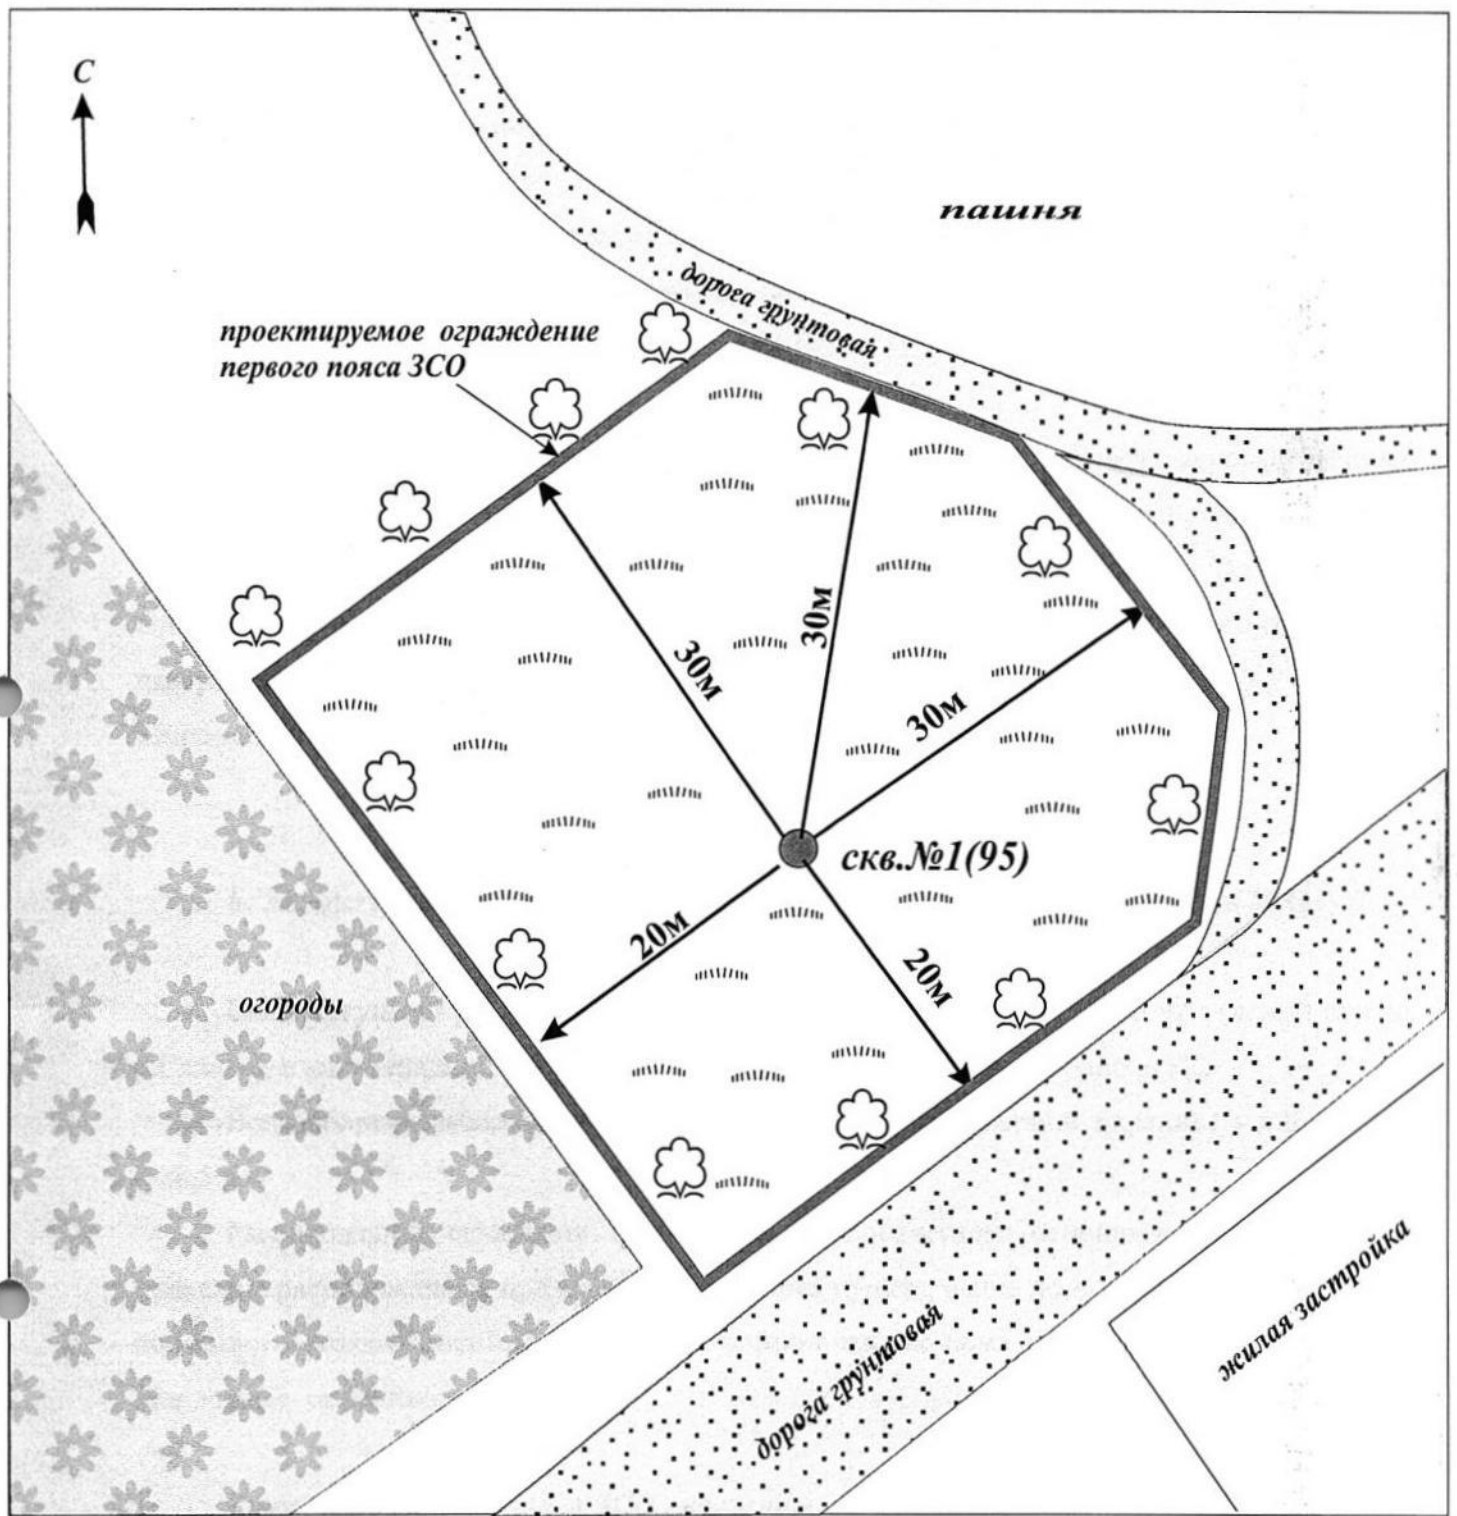 С
пашня
дорога грунтовая
проектируемое ограждение
первого пояса ЗСО
30м
30м
30м
скв.№1(95)
20м
20м
огороды
жилая застройка
дорога грунтовая